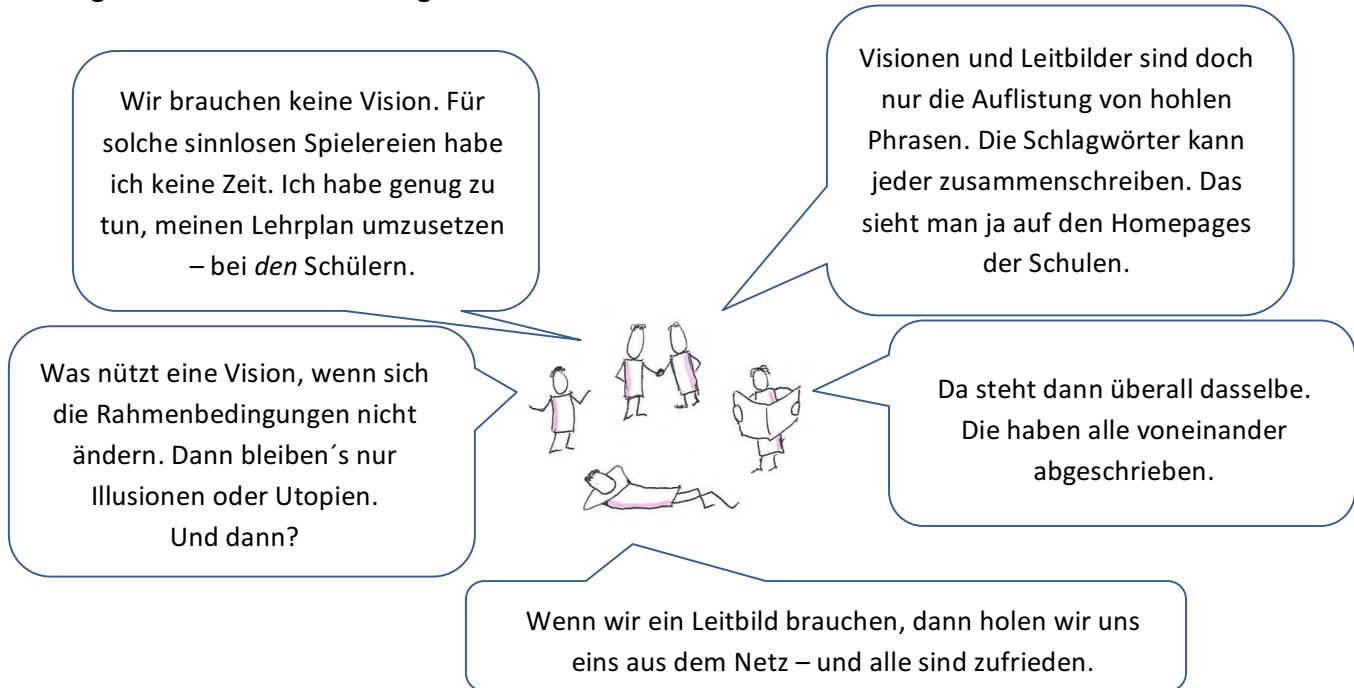 Wir brauchen keine Vision. Für
solche sinnlosen Spielereien habe
ich keine Zeit. Ich habe genug zu
tun, meinen Lehrplan umzusetzen
– bei den Schülern.
Visionen und Leitbilder sind doch
nur die Auflistung von hohlen
Phrasen. Die Schlagwörter kann
jeder zusammenschreiben. Das
sieht man ja auf den Homepages
der Schulen.
Was nützt eine Vision, wenn sich
die Rahmenbedingungen nicht
ändern. Dann bleiben´s nur
Illusionen oder Utopien.
Und dann?
Da steht dann überall dasselbe.
Die haben alle voneinander
abgeschrieben.
Wenn wir ein Leitbild brauchen, dann holen wir uns
eins aus dem Netz – und alle sind zufrieden.